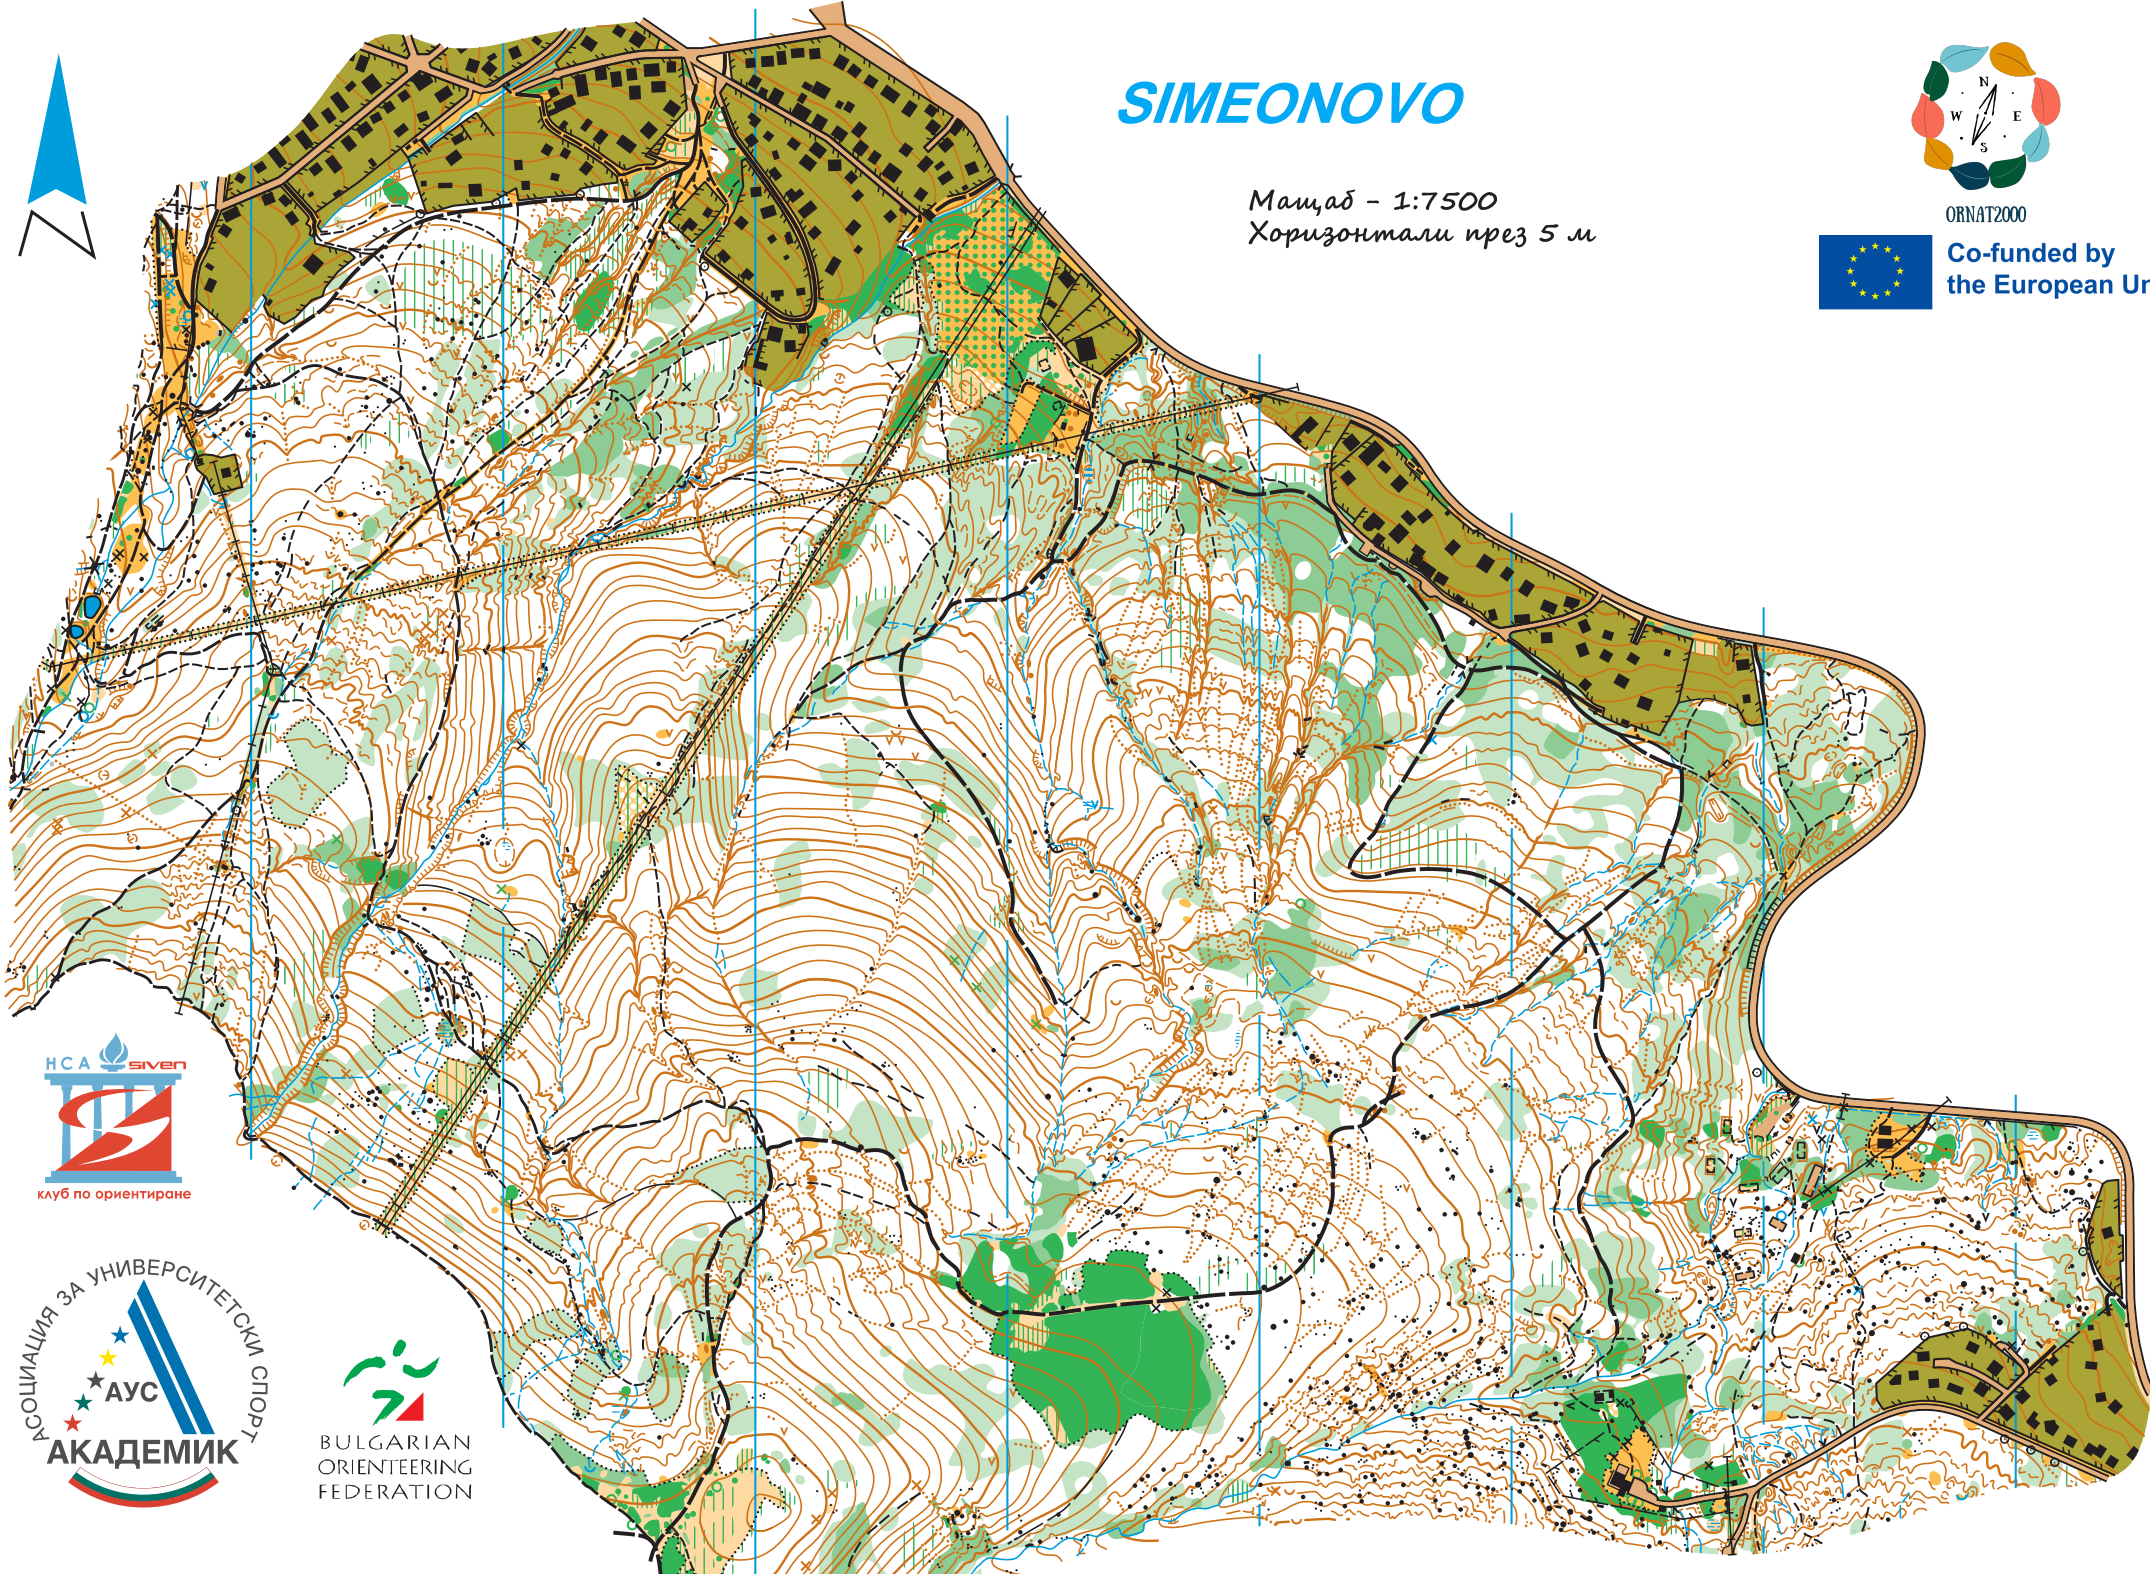 SIMEONOVO
Мащаб - 1:7500
Хоризонтали през 5 м
N
W E
S
ORNAT2000
Co-funded by
the European Un
НСА siven
клуб по ориентиране
АСОЦИАЦИЯ ЗА УНИВЕРСИТЕТСКИ СПОРТ
АУС
АКАДЕМИК
BULGARIAN
ORIENTEERING
FEDERATION